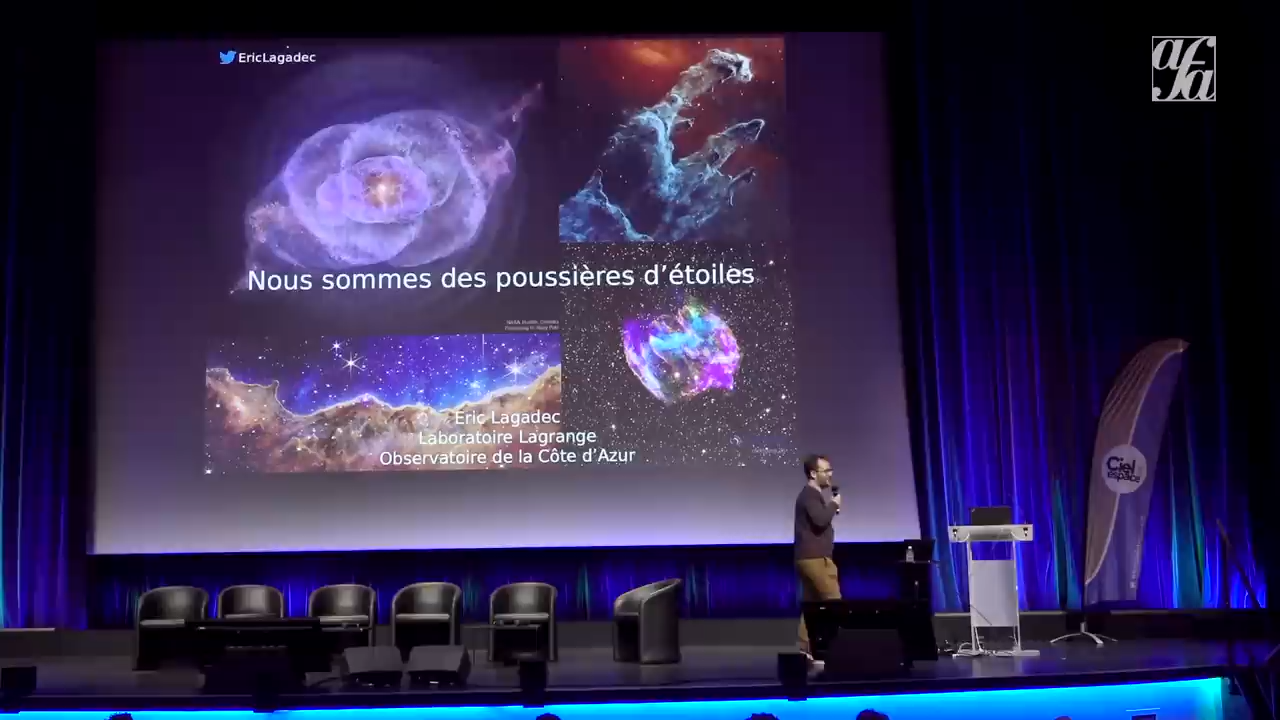 EricLagadec
afa
Nous sommes des poussières d’étoiles
Eric Lagadec
Laboratoire Lagrange
Observatoire de la Côte d’Azur
Ciel
espace